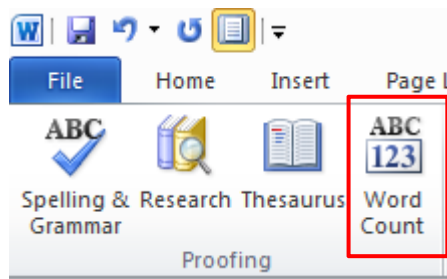 W
File Home Insert Page L
ABC ABC
123
Spelling & Research Thesaurus Word
Grammar Count
Proofing